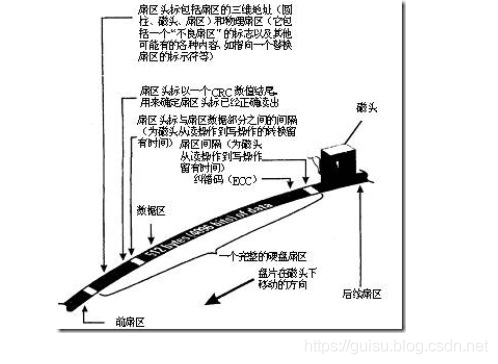 扇区头标包括扇区的三维地址(圆
柱、磁头、扇区)和物理扇区(它包
括一个"不良扇区"的标志以及其他
可能有的各种内容,如指向一个替换
扇区的标示符等)
扇区头标以一个CRC数值结尾,
用来确定扇区头标已经正确读出
扇区头标与扇区数据部分之间的间隔
(为磁头从读操作到写操作的转换留
有时间)
扇区间隔(为磁头
从读操作到写操作
留有时间)
纠错码(ECC)
磁头
数据区
512 bytes (4096 bits) of data
一个完整的硬盘扇区
盘片在磁头下
移动的方向
后续扇区
前扇区
https://guisu.blog.csdn.net